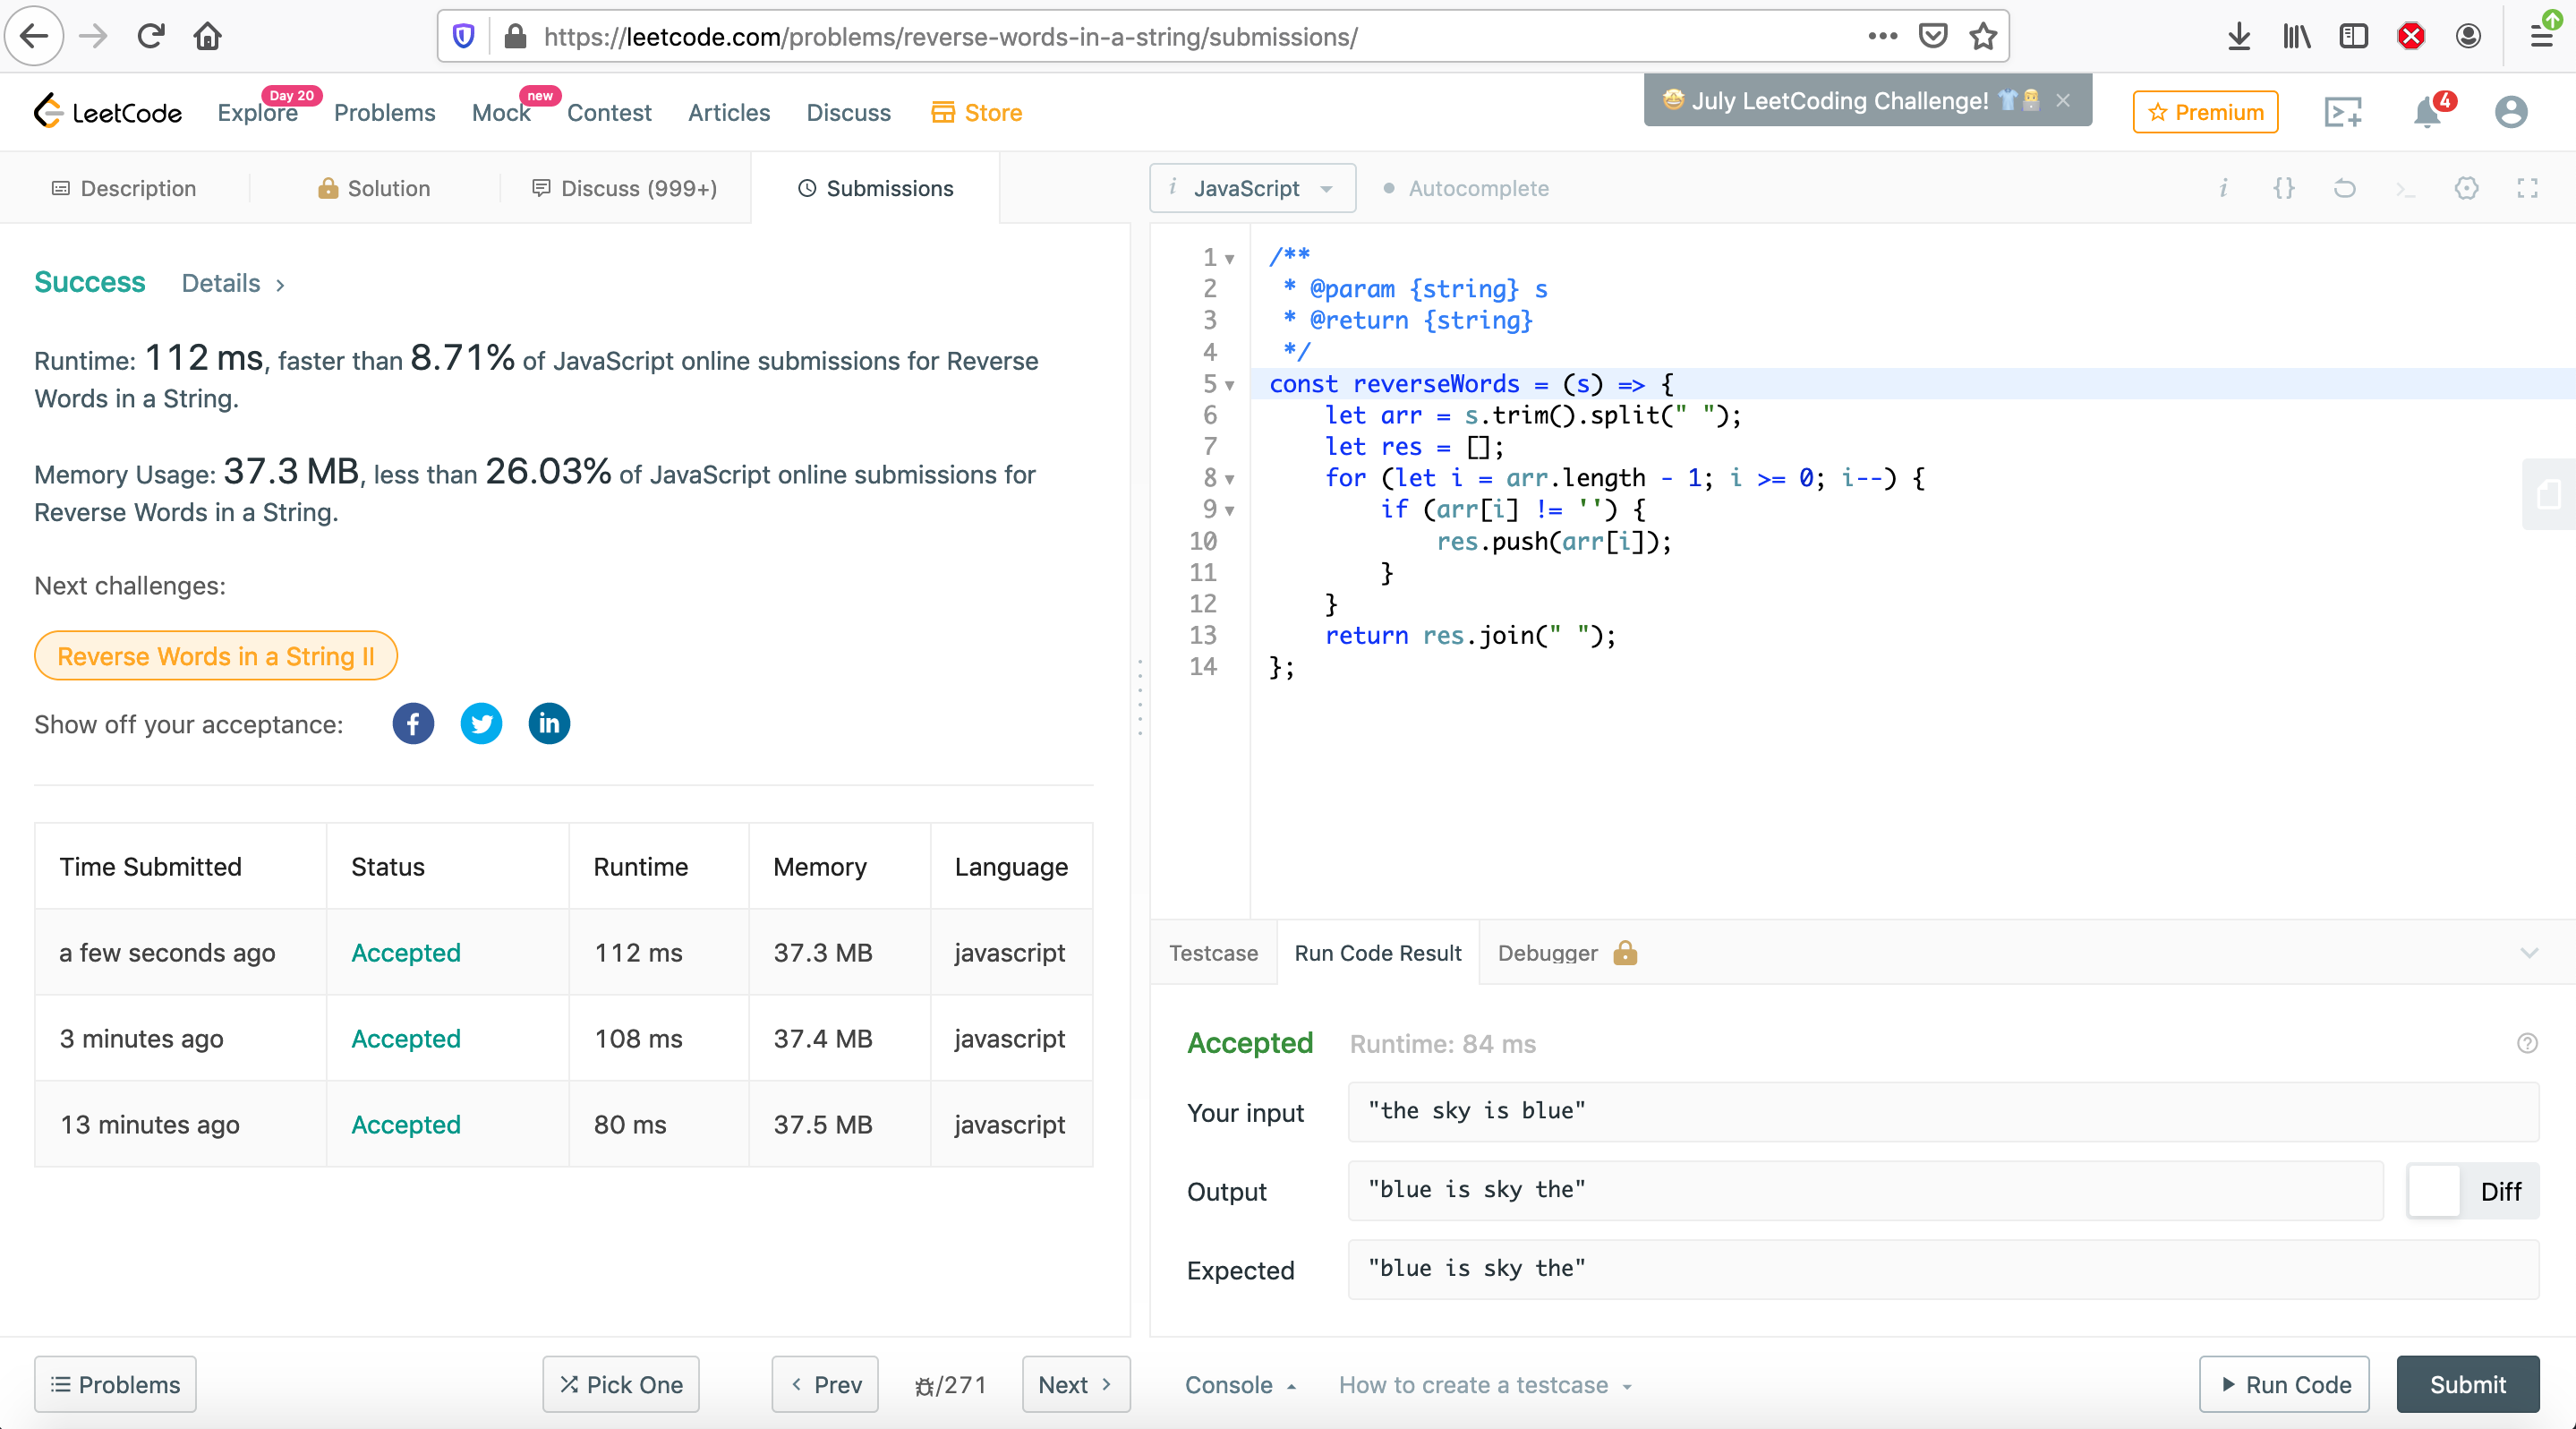 https://leetcode.com/problems/reverse-words-in-a-string/submissions/
LeetCode
Explore
Day 20
Problems
Mock
new
Contest
Articles
Discuss
Store
July LeetCoding Challenge!
Premium
4
Description
Solution
Discuss (999+)
Submissions
i JavaScript
Autocomplete
Success Details
Runtime: 112 ms, faster than 8.71% of JavaScript online submissions for Reverse
Words in a String.
Memory Usage: 37.3 MB, less than 26.03% of JavaScript online submissions for
Reverse Words in a String.
Next challenges:
Reverse Words in a String II
Show off your acceptance:
Time Submitted Status Runtime Memory Language
a few seconds ago Accepted 112 ms 37.3 MB javascript
3 minutes ago Accepted 108 ms 37.4 MB javascript
13 minutes ago Accepted 80 ms 37.5 MB javascript
1 /**
2 * @param {string} s
3 * @return {string}
4 */
5 const reverseWords = (s) => {
6 let arr = s.trim().split(" ");
7 let res = [];
8 for (let i = arr.length - 1; i >= 0; i--) {
9 if (arr[i] != '') {
10 res.push(arr[i]);
11 }
12 }
13 return res.join(" ");
14 };
Testcase
Run Code Result
Debugger
Accepted Runtime: 84 ms
Your input "the sky is blue"
Output "blue is sky the"
Diff
Expected "blue is sky the"
Problems
Pick One
Prev
/271
Next
Console
How to create a testcase
Run Code
Submit